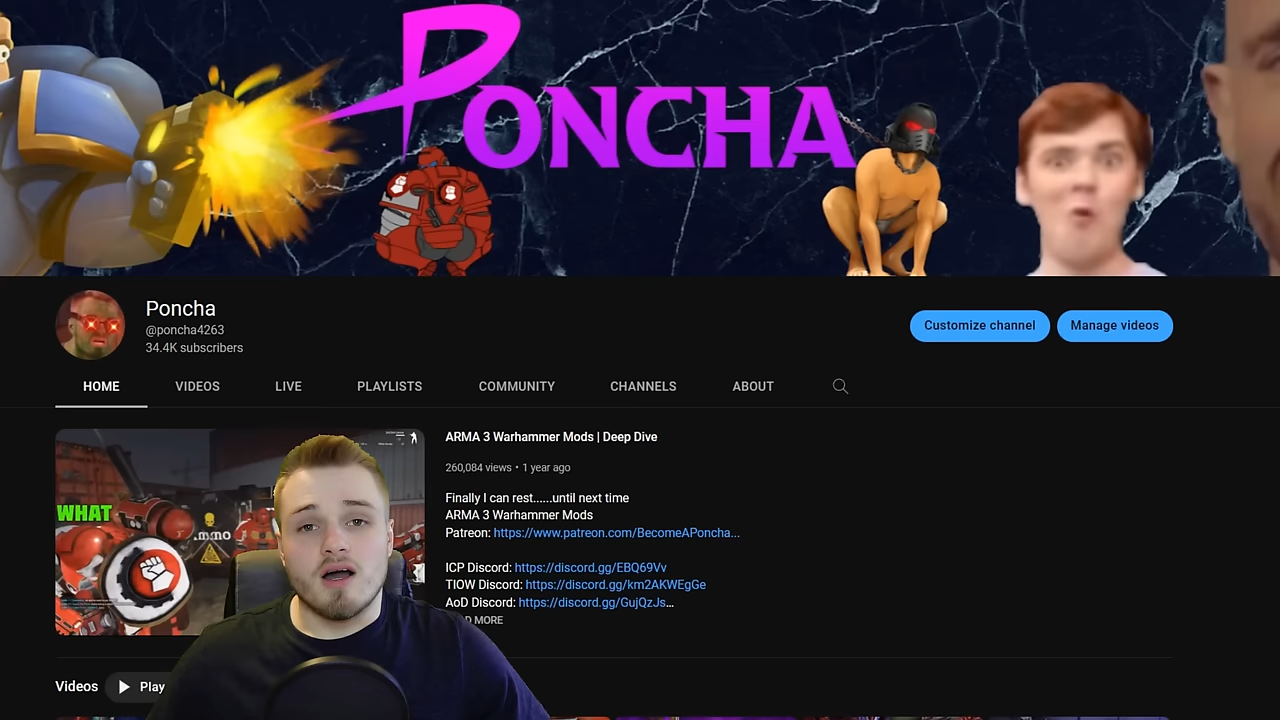 PONCHA
Poncha
@poncha4263
34.4K subscribers
Customize channel
Manage videos
HOME
VIDEOS
LIVE
PLAYLISTS
COMMUNITY
CHANNELS
ABOUT
WHAT
.ammo
ARMA 3 Warhammer Mods | Deep Dive
260,084 views • 1 year ago
Finally I can rest......until next time
ARMA 3 Warhammer Mods
Patreon: https://www.patreon.com/BecomeAPoncha...
ICP Discord: https://discord.gg/EBQ69Vv
TIOW Discord: https://discord.gg/km2AKWEgGe
AoD Discord: https://discord.gg/GujQzJs...
D MORE
Videos
Play